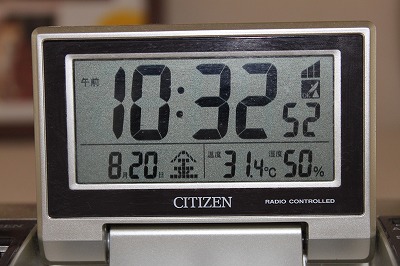 午前 10:32 52
8月20日 金 温度 31.4℃ 湿度 50%
CITIZEN RADIO CONTROLLED